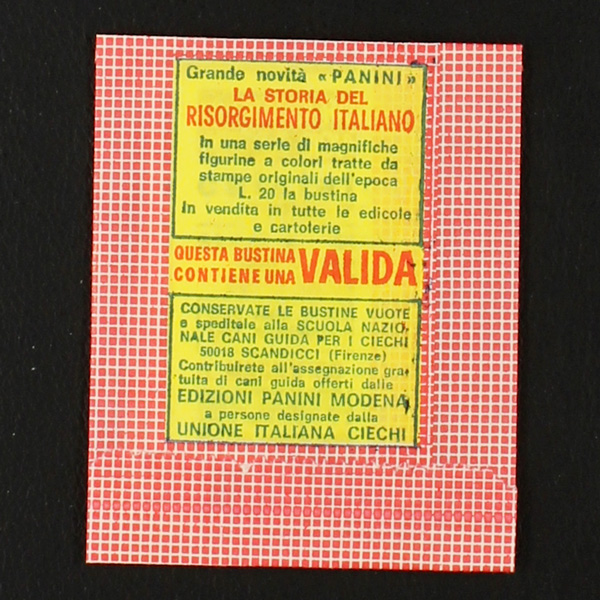 Grande novità «PANINI»
LA STORIA DEL
RISORGIMENTO ITALIANO
In una serie di magnifiche
figurine a colori tratte da
stampe originali dell'epoca
L. 20 la bustina
In vendita in tutte le edicole
e cartolerie
QUESTA BUSTINA
CONTIENE UNA VALIDA
CONSERVATE LE BUSTINE VUOTE
e speditele alla SCUOLA NAZIO-
NALE CANI GUIDA PER I CIECHI
50018 SCANDICCI (Firenze)
Contribuirete all'assegnazione gra-
tuita di cani guida offerti dalle
EDIZIONI PANINI MODENA
a persone designate dalla
UNIONE ITALIANA CIECHI